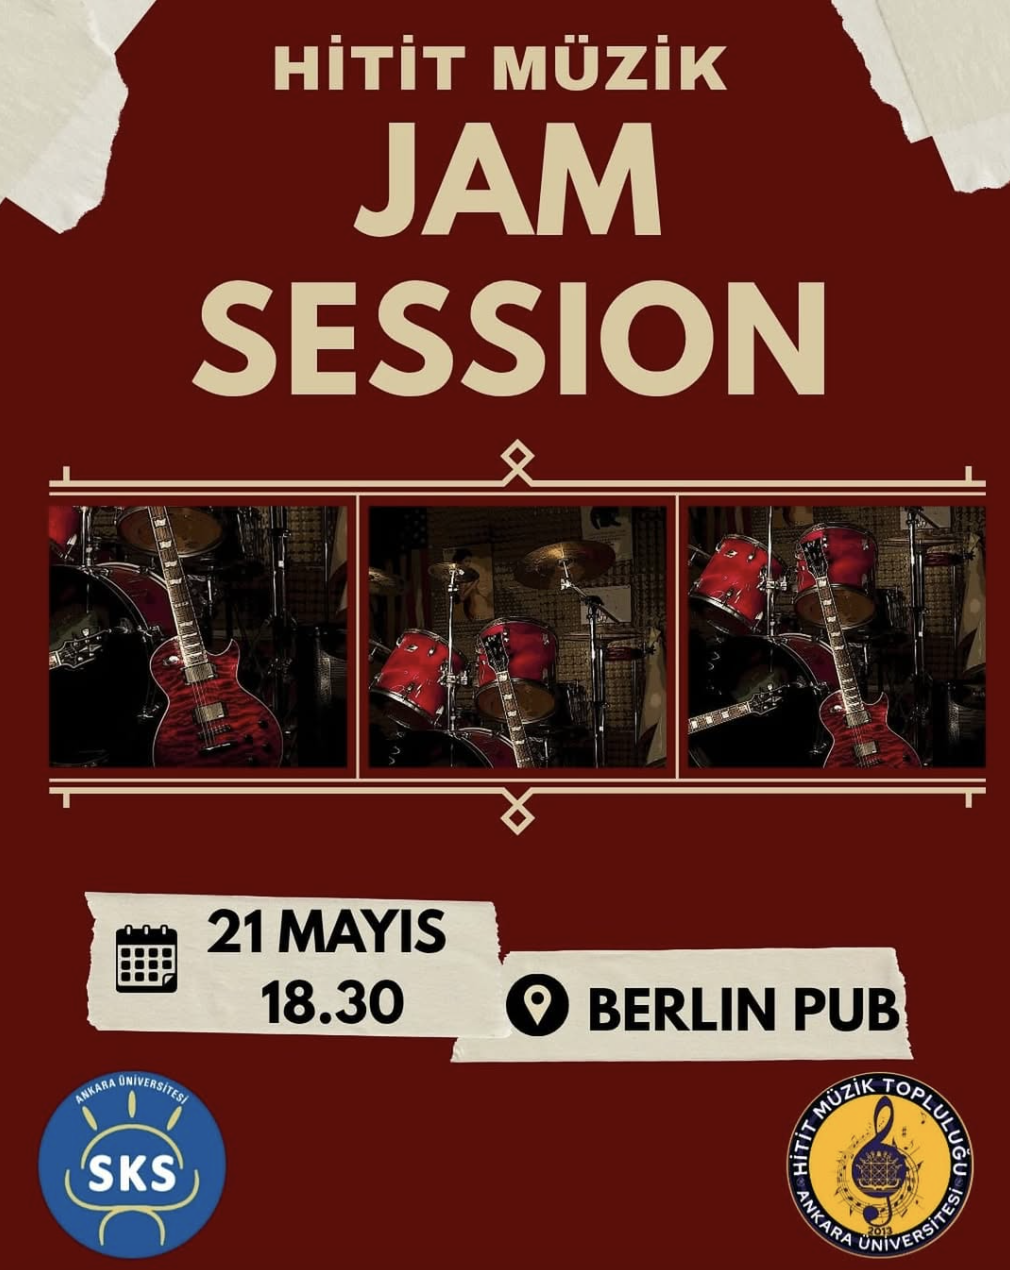 HİTİT MÜZİK
JAM
SESSION
21 MAYIS
18.30
BERLIN PUB
ANKARA ÜNİVERSİTESİ
SKS
HİTİT MÜZİK TOPLULUĞU
ANKARA ÜNİVERSİTESİ
2013